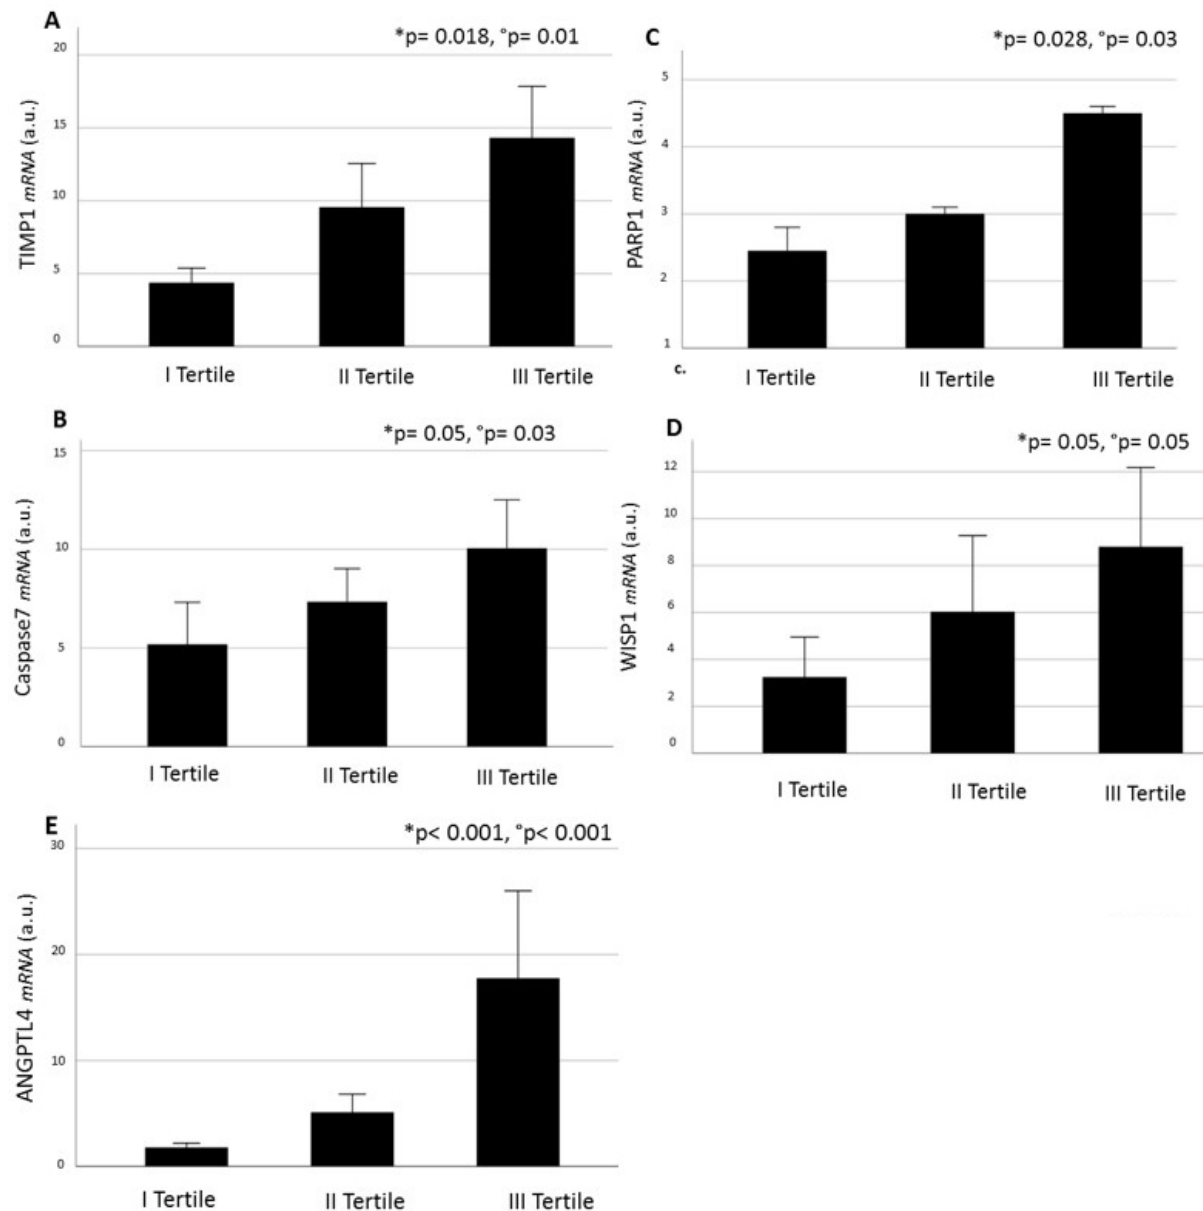 A
*p= 0.018, °p= 0.01
TIMP1 mRNA (a.u.)
20
15
10
5
0
I Tertile
II Tertile
III Tertile
C
*p= 0.028, °p= 0.03
PARP1 mRNA (a.u.)
5
4
3
2
1
c.
I Tertile
II Tertile
III Tertile
B
*p= 0.05, °p= 0.03
Caspase7 mRNA (a.u.)
15
10
5
0
I Tertile
II Tertile
III Tertile
D
*p= 0.05, °p= 0.05
WISP1 mRNA (a.u.)
12
10
8
6
4
2
0
I Tertile
II Tertile
III Tertile
E
*p< 0.001, °p< 0.001
ANGPTL4 mRNA (a.u.)
30
20
10
0
I Tertile
II Tertile
III Tertile